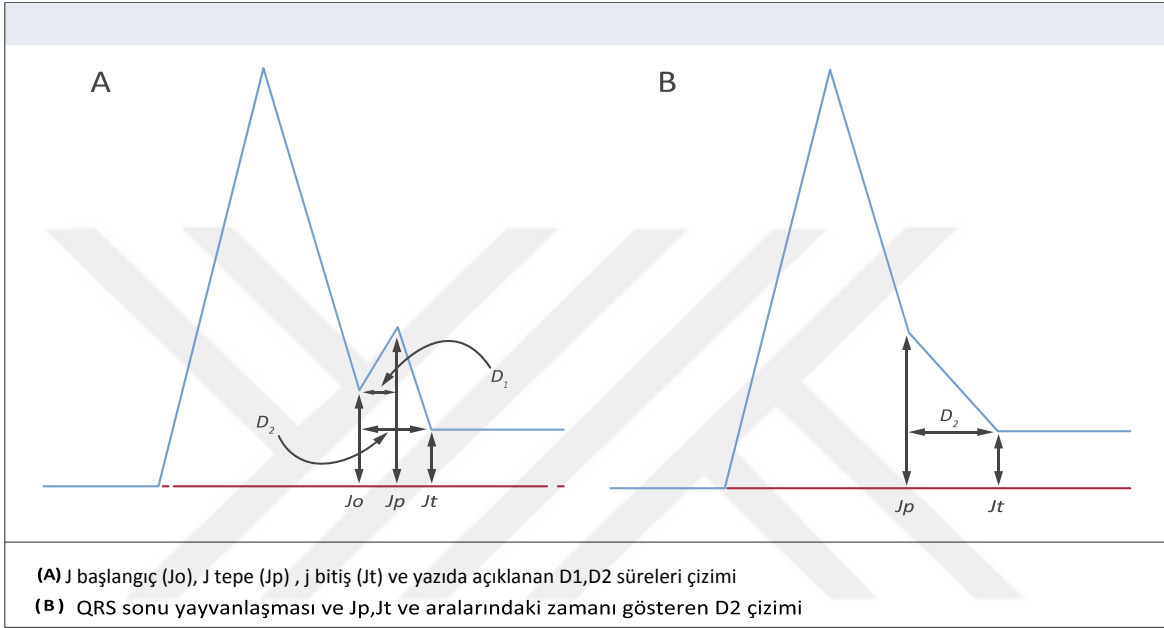 A
B
D1
D2
D2
Jo Jp Jt
Jp Jt
(A) J başlangıç (Jo), J tepe (Jp) , j bitiş (Jt) ve yazıda açıklanan D1,D2 süreleri çizimi
(B) QRS sonu yayvanlaşması ve Jp,Jt ve aralarındaki zamanı gösteren D2 çizimi